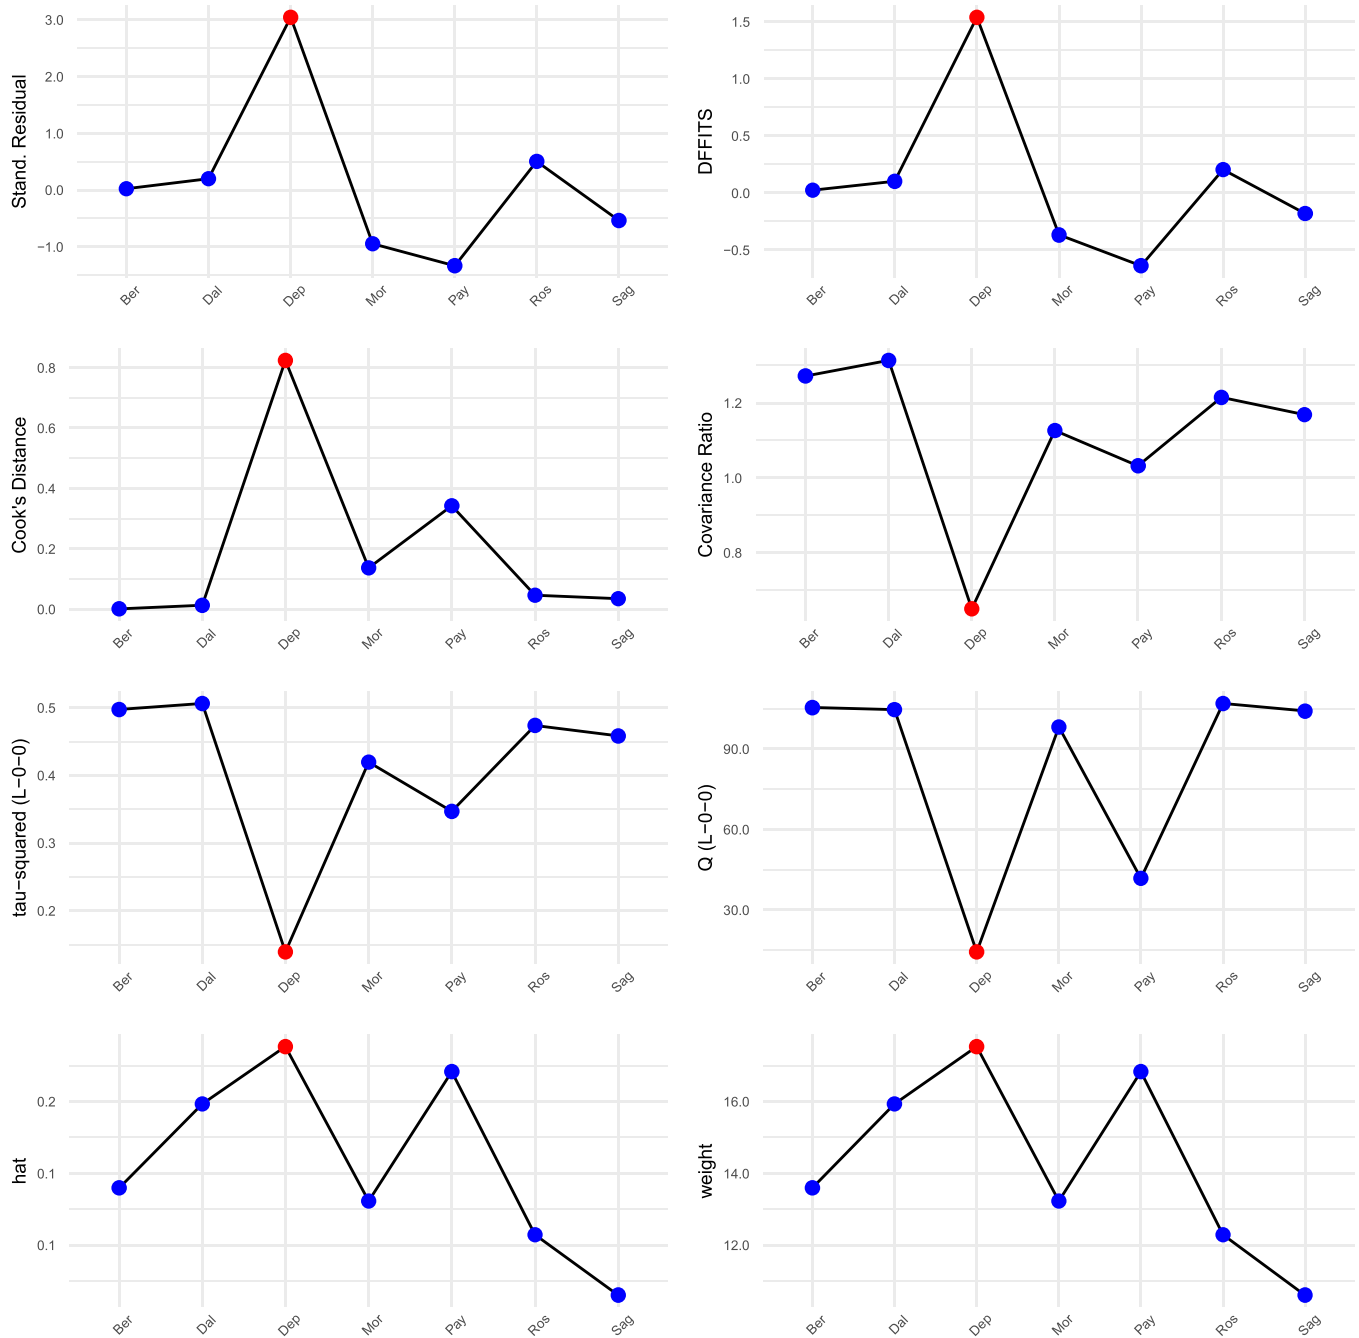 Stand. Residual
3.0
2.0
1.0
0.0
−1.0
Ber Dal Dep Mor Pay Ros Sag
DFFITS
1.5
1.0
0.5
0.0
−0.5
Ber Dal Dep Mor Pay Ros Sag
Cook's Distance
0.8
0.6
0.4
0.2
0.0
Ber Dal Dep Mor Pay Ros Sag
Covariance Ratio
1.2
1.0
0.8
Ber Dal Dep Mor Pay Ros Sag
tau−squared (L−0−0)
0.5
0.4
0.3
0.2
Ber Dal Dep Mor Pay Ros Sag
Q (L−0−0)
90.0
60.0
30.0
Ber Dal Dep Mor Pay Ros Sag
hat
0.2
0.1
0.1
Ber Dal Dep Mor Pay Ros Sag
weight
16.0
14.0
12.0
Ber Dal Dep Mor Pay Ros Sag